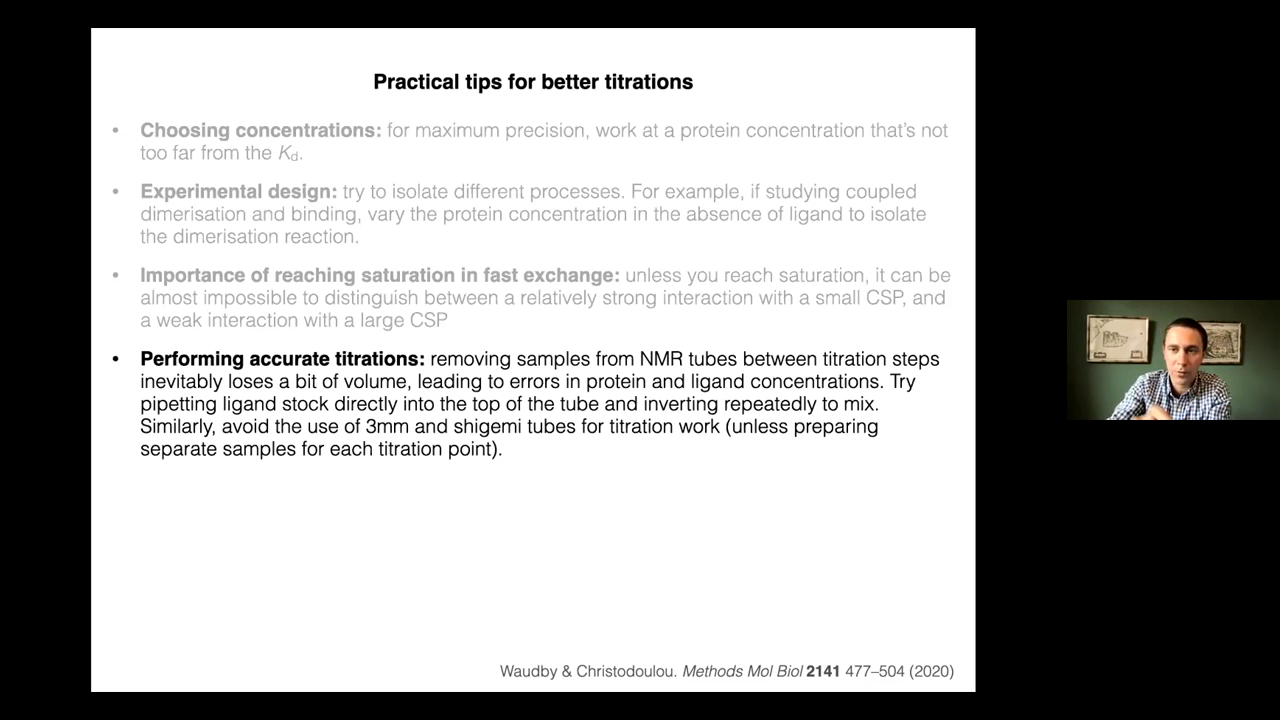 Practical tips for better titrations
• Choosing concentrations: for maximum precision, work at a protein concentration that's not
too far from the Kd.
• Experimental design: try to isolate different processes. For example, if studying coupled
dimerisation and binding, vary the protein concentration in the absence of ligand to isolate
the dimerisation reaction.
• Importance of reaching saturation in fast exchange: unless you reach saturation, it can be
almost impossible to distinguish between a relatively strong interaction with a small CSP, and
a weak interaction with a large CSP
• Performing accurate titrations: removing samples from NMR tubes between titration steps
inevitably loses a bit of volume, leading to errors in protein and ligand concentrations. Try
pipetting ligand stock directly into the top of the tube and inverting repeatedly to mix.
Similarly, avoid the use of 3mm and shigemi tubes for titration work (unless preparing
separate samples for each titration point).
Waudby & Christodoulou. Methods Mol Biol 2141 477–504 (2020)